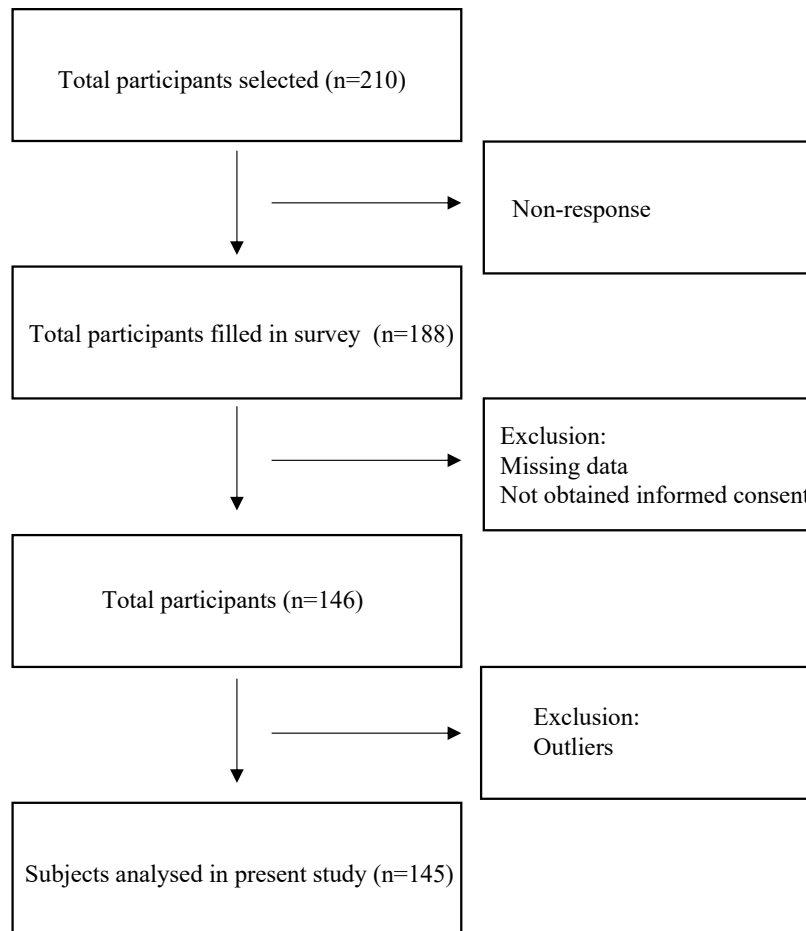 Total participants selected (n=210)
Non-response
Total participants filled in survey  (n=188)
Exclusion:
Missing data
Not obtained informed consent
Total participants (n=146)
Exclusion:
Outliers
Subjects analysed in present study (n=145)